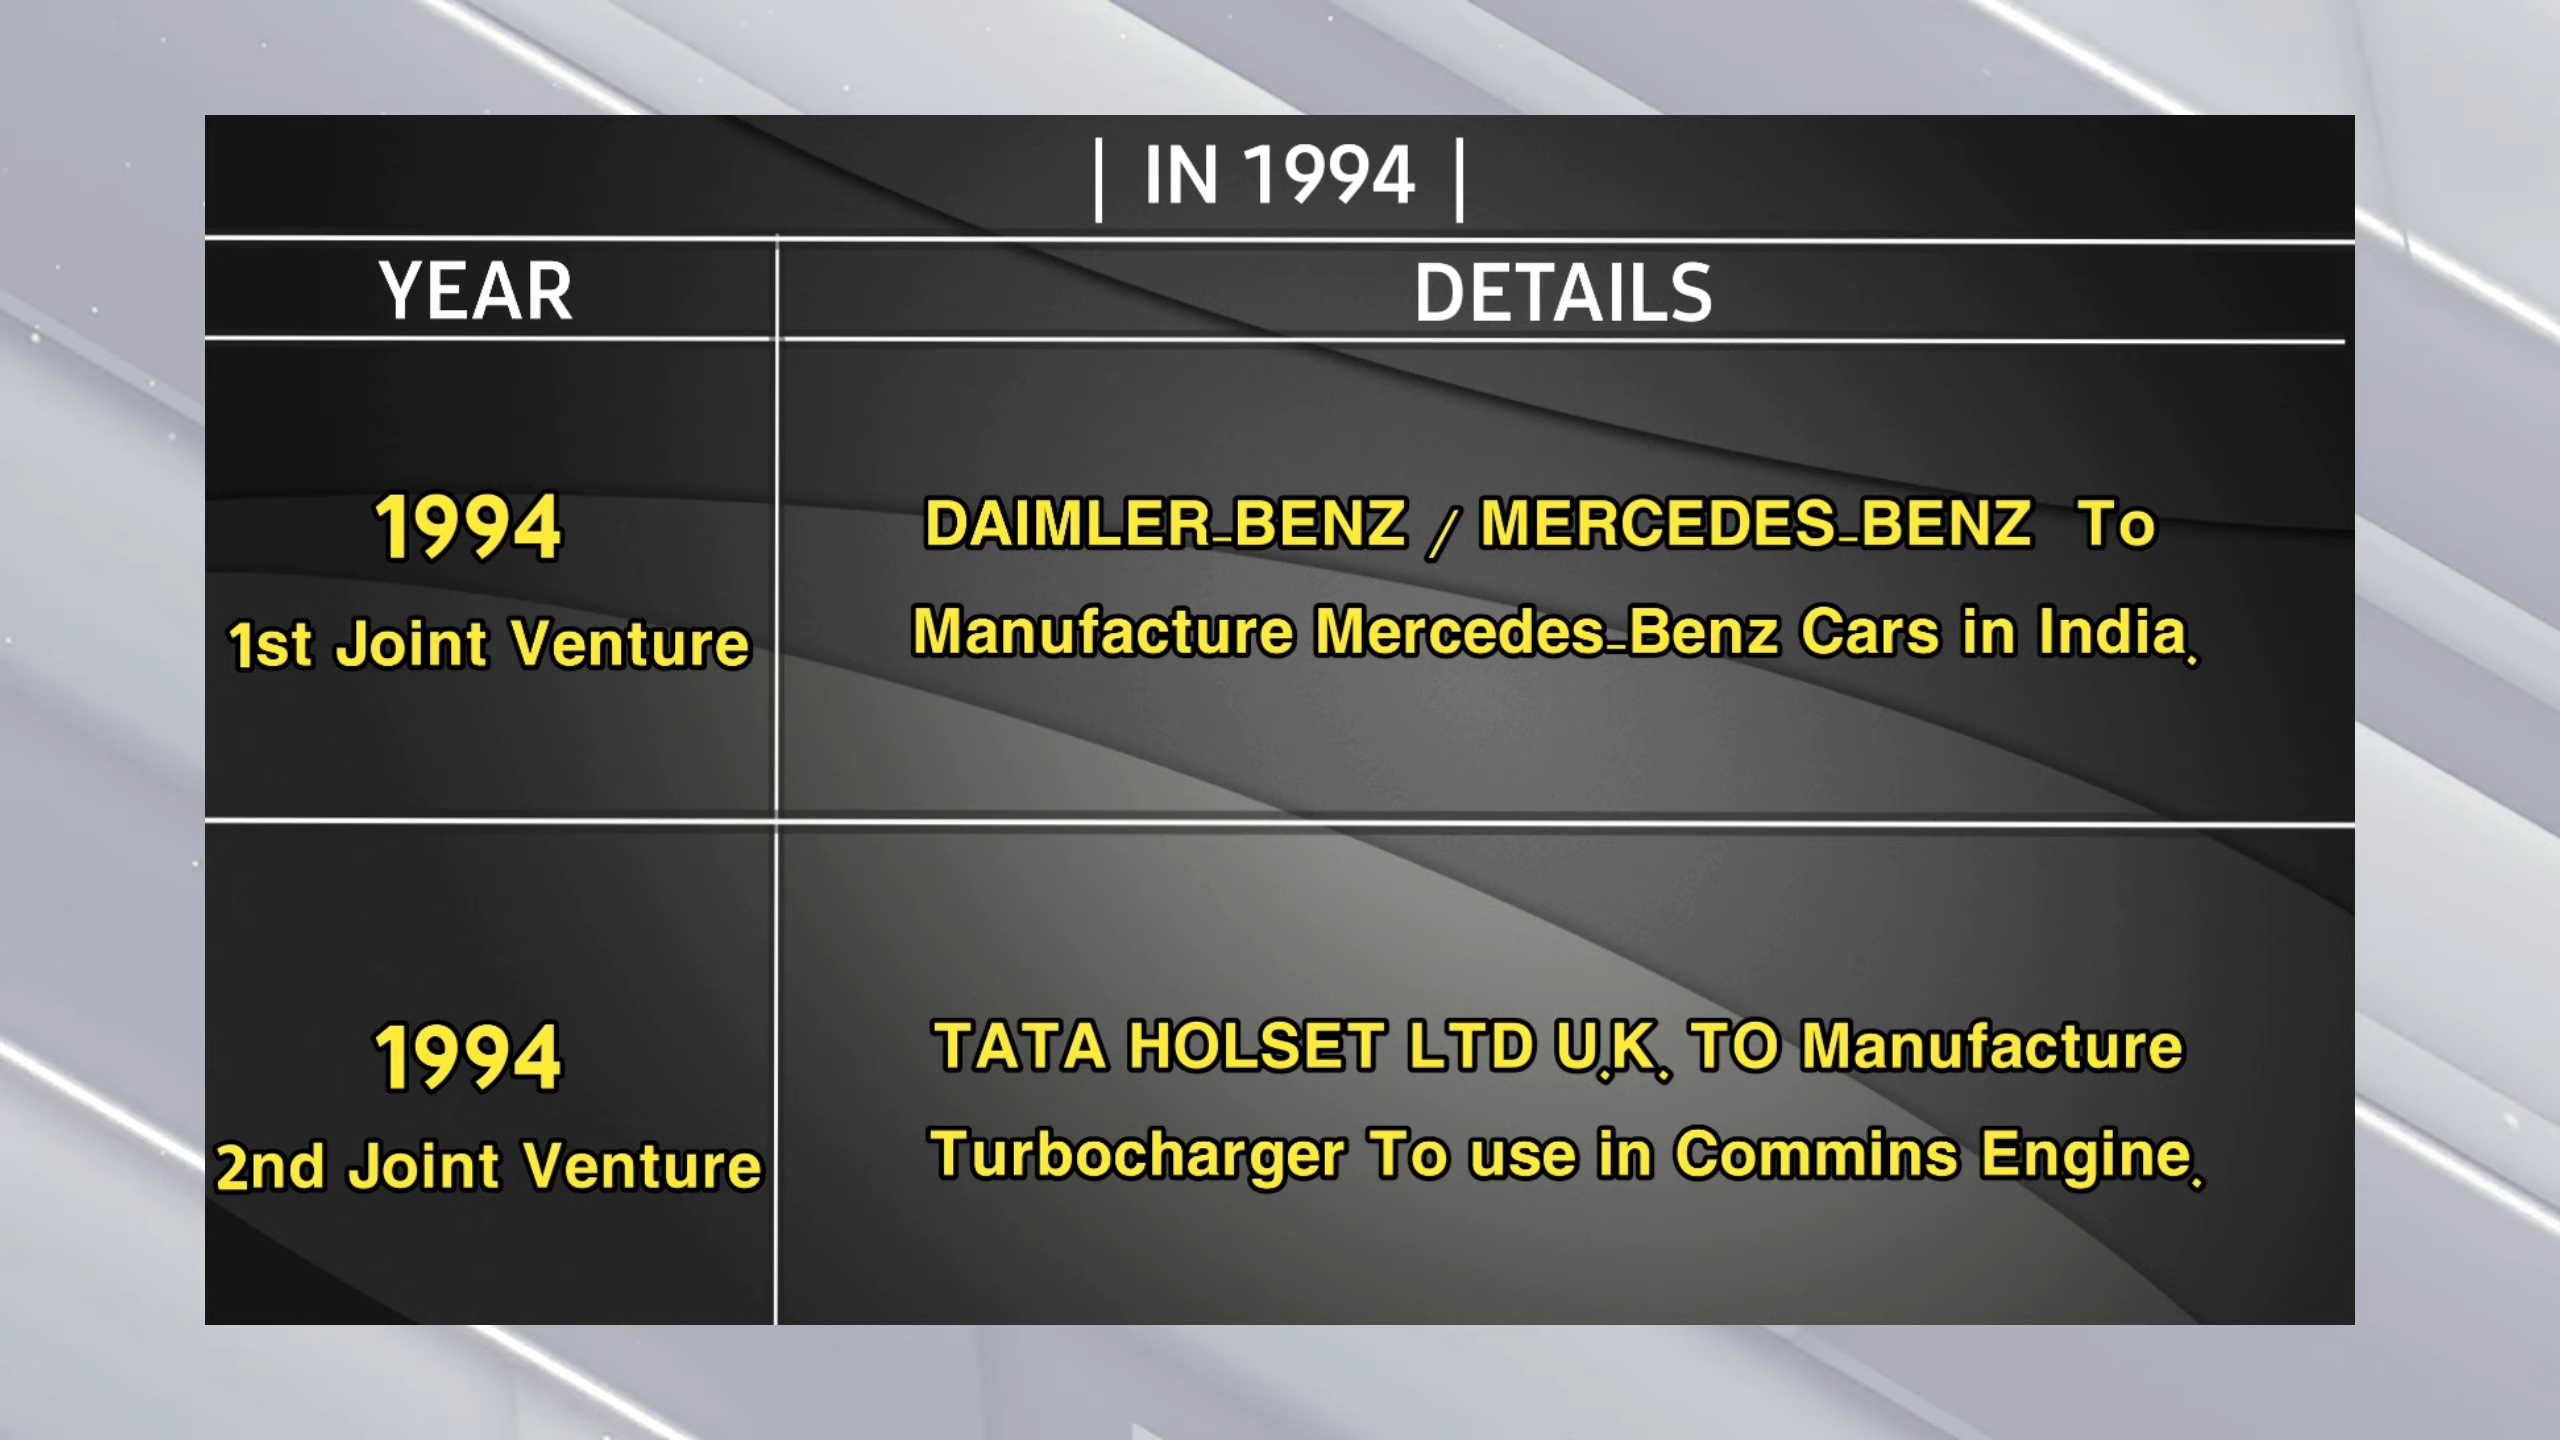 | IN 1994 |
YEAR
DETAILS
1994
1st Joint Venture
DAIMLER-BENZ / MERCEDES-BENZ To
Manufacture Mercedes-Benz Cars in India.
1994
2nd Joint Venture
TATA HOLSET LTD U.K. TO Manufacture
Turbocharger To use in Commins Engine.